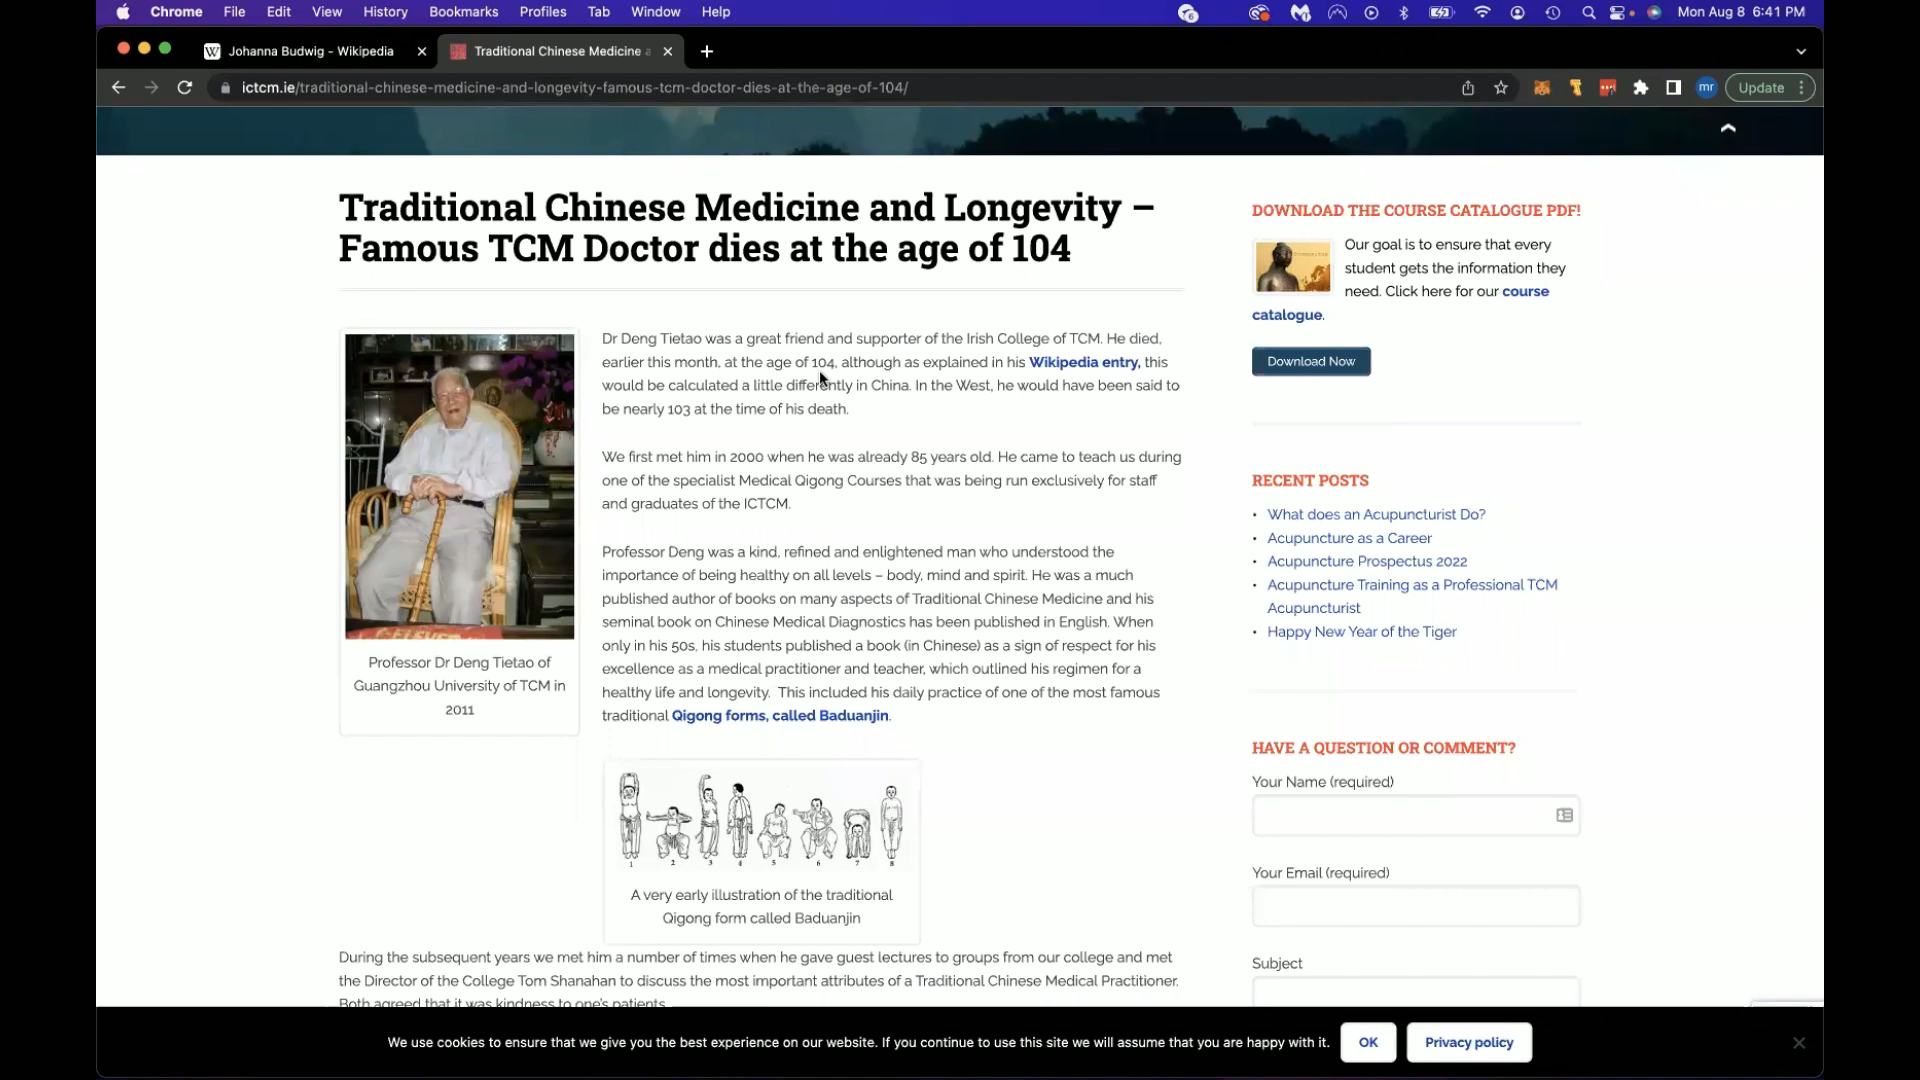 Chrome File Edit View History Bookmarks Profiles Tab Window Help
Mon Aug 8 6:41 PM
Johanna Budwig - Wikipedia
Traditional Chinese Medicine a
ictcm.ie/traditional-chinese-medicine-and-longevity-famous-tcm-doctor-dies-at-the-age-of-104/
mr
Update
Traditional Chinese Medicine and Longevity –
Famous TCM Doctor dies at the age of 104
Professor Dr Deng Tietao of
Guangzhou University of TCM in
2011
Dr Deng Tietao was a great friend and supporter of the Irish College of TCM. He died,
earlier this month, at the age of 104, although as explained in his Wikipedia entry, this
would be calculated a little differently in China. In the West, he would have been said to
be nearly 103 at the time of his death.
We first met him in 2000 when he was already 85 years old. He came to teach us during
one of the specialist Medical Qigong Courses that was being run exclusively for staff
and graduates of the ICTCM.
Professor Deng was a kind, refined and enlightened man who understood the
importance of being healthy on all levels – body, mind and spirit. He was a much
published author of books on many aspects of Traditional Chinese Medicine and his
seminal book on Chinese Medical Diagnostics has been published in English. When
only in his 50s, his students published a book (in Chinese) as a sign of respect for his
excellence as a medical practitioner and teacher, which outlined his regimen for a
healthy life and longevity. This included his daily practice of one of the most famous
traditional Qigong forms, called Baduanjin.
1 2 3 4 5 6 7 8
A very early illustration of the traditional
Qigong form called Baduanjin
During the subsequent years we met him a number of times when he gave guest lectures to groups from our college and met
the Director of the College Tom Shanahan to discuss the most important attributes of a Traditional Chinese Medical Practitioner.
Both agreed that it was kindness to one's patients.
DOWNLOAD THE COURSE CATALOGUE PDF!
Our goal is to ensure that every
student gets the information they
need. Click here for our course
catalogue.
Download Now
RECENT POSTS
• What does an Acupuncturist Do?
• Acupuncture as a Career
• Acupuncture Prospectus 2022
• Acupuncture Training as a Professional TCM
Acupuncturist
• Happy New Year of the Tiger
HAVE A QUESTION OR COMMENT?
Your Name (required)
Your Email (required)
Subject
We use cookies to ensure that we give you the best experience on our website. If you continue to use this site we will assume that you are happy with it.
OK
Privacy policy